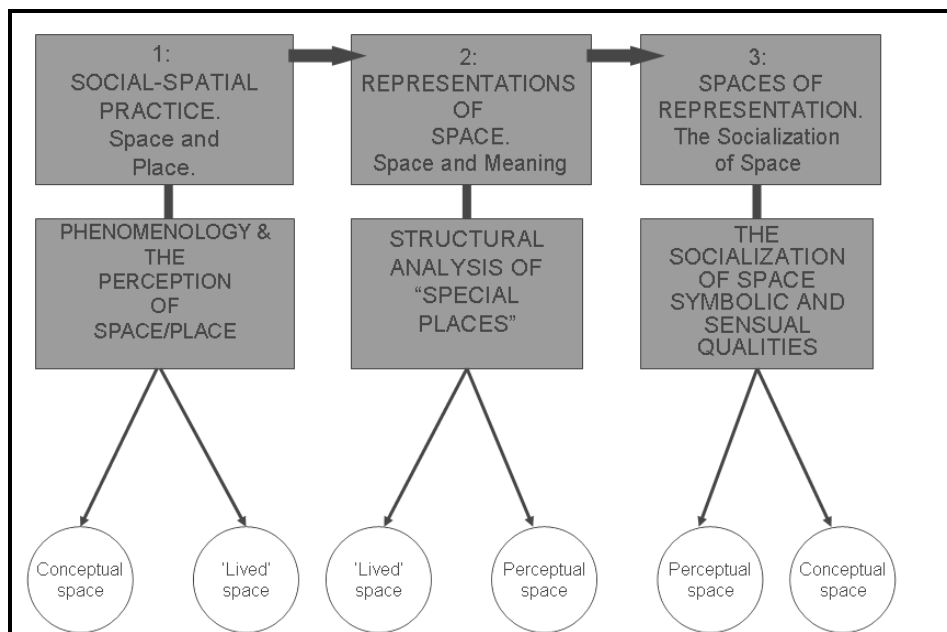 1:
SOCIAL-SPATIAL
PRACTICE.
Space and
Place.
2:
REPRESENTATIONS
OF
SPACE.
Space and Meaning
3:
SPACES OF
REPRESENTATION.
The Socialization
of Space
PHENOMENOLOGY &
THE
PERCEPTION
OF
SPACE/PLACE
STRUCTURAL
ANALYSIS OF
“SPECIAL
PLACES”
THE
SOCIALIZATION
OF SPACE
SYMBOLIC AND
SENSUAL
QUALITIES
Conceptual
space
'Lived'
space
'Lived'
space
Perceptual
space
Perceptual
space
Conceptual
space